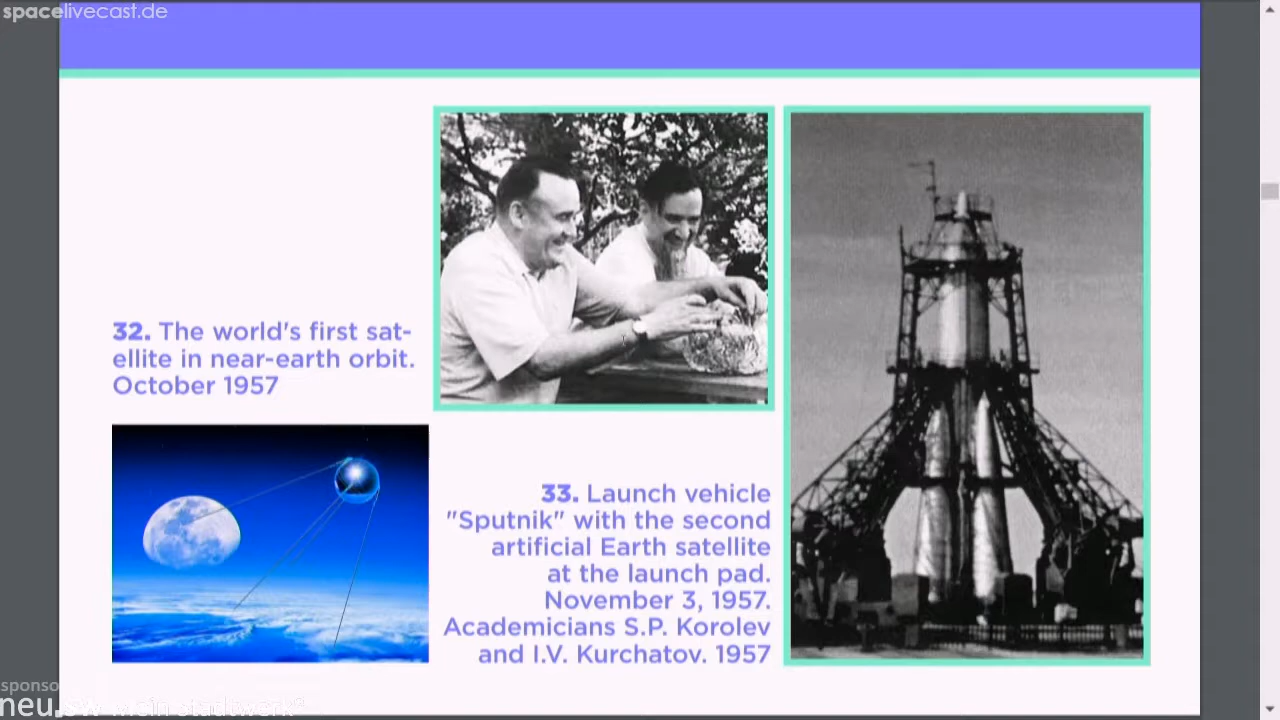 spacelivecast.de
32. The world's first sat-
ellite in near-earth orbit.
October 1957
33. Launch vehicle
"Sputnik" with the second
artificial Earth satellite
at the launch pad.
November 3, 1957.
Academicians S.P. Korolev
and I.V. Kurchatov. 1957
sponso
neu.sw